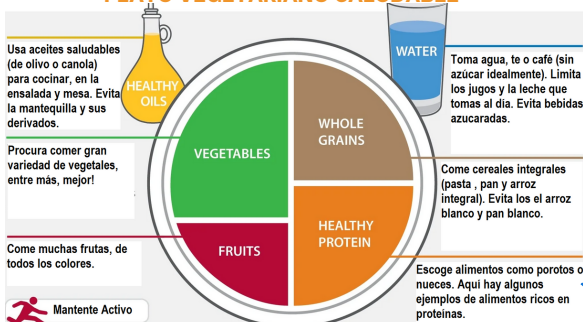 PLATO VEGETARIANO SALUDABLE
Usa aceites saludables
(de olivo o canola)
para cocinar, en la
ensalada y mesa. Evita
la mantequilla y sus
derivados.
HEALTHY
OILS
WATER
Toma agua, te o café (sin
azúcar idealmente). Limita
los jugos y la leche que
tomas al día. Evita bebidas
azucaradas.
Procura comer gran
variedad de vegetales,
entre más, mejor!
VEGETABLES
WHOLE
GRAINS
Come cereales integrales
(pasta , pan y arroz
integral). Evita los el arroz
blanco y pan blanco.
Come muchas frutas, de
todos los colores.
FRUITS
HEALTHY
PROTEIN
Escoge alimentos como porotos o
nueces. Aqui hay algunos
ejemplos de alimentos ricos en
proteínas.
Mantente Activo